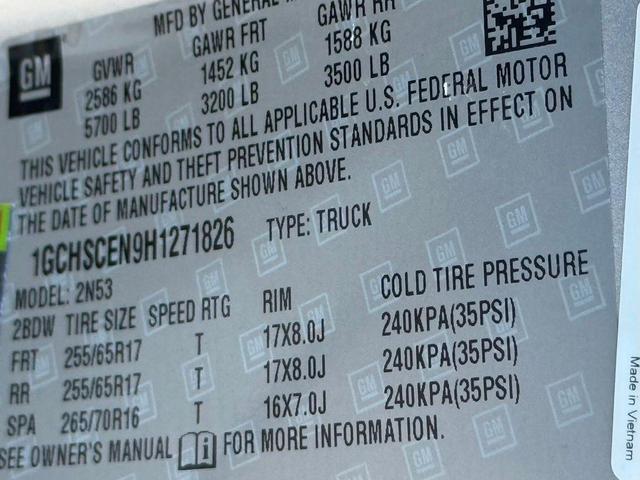 MFD BY GENERAL
GM
GVWR GAWR FRT GAWR RR
2586 KG 1452 KG 1588 KG
5700 LB 3200 LB 3500 LB
THIS VEHICLE CONFORMS TO ALL APPLICABLE U.S. FEDERAL MOTOR
VEHICLE SAFETY AND THEFT PREVENTION STANDARDS IN EFFECT ON
THE DATE OF MANUFACTURE SHOWN ABOVE.
1GCHSCEN9H1271826 TYPE: TRUCK
MODEL: 2N53
2BDW TIRE SIZE SPEED RTG RIM COLD TIRE PRESSURE
FRT 255/65R17 T 17X8.0J 240KPA(35PSI)
RR 255/65R17 T 17X8.0J 240KPA(35PSI)
SPA 265/70R16 T 16X7.0J 240KPA(35PSI)
SEE OWNER'S MANUAL FOR MORE INFORMATION.
Made in Vietnam